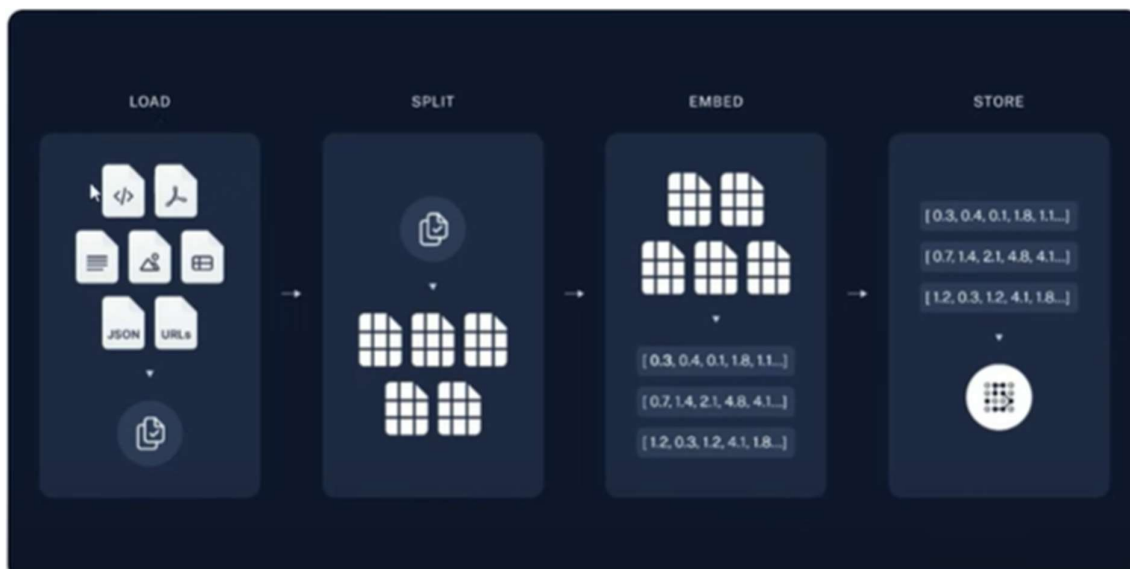 LOAD
SPLIT
EMBED
STORE
</>
JSON
URLs
[ 0.3, 0.4, 0.1, 1.8, 1.1...]
[ 0.7, 1.4, 2.1, 4.8, 4.1...]
[ 1.2, 0.3, 1.2, 4.1, 1.8...]
[ 0.3, 0.4, 0.1, 1.8, 1.1...]
[ 0.7, 1.4, 2.1, 4.8, 4.1...]
[ 1.2, 0.3, 1.2, 4.1, 1.8...]